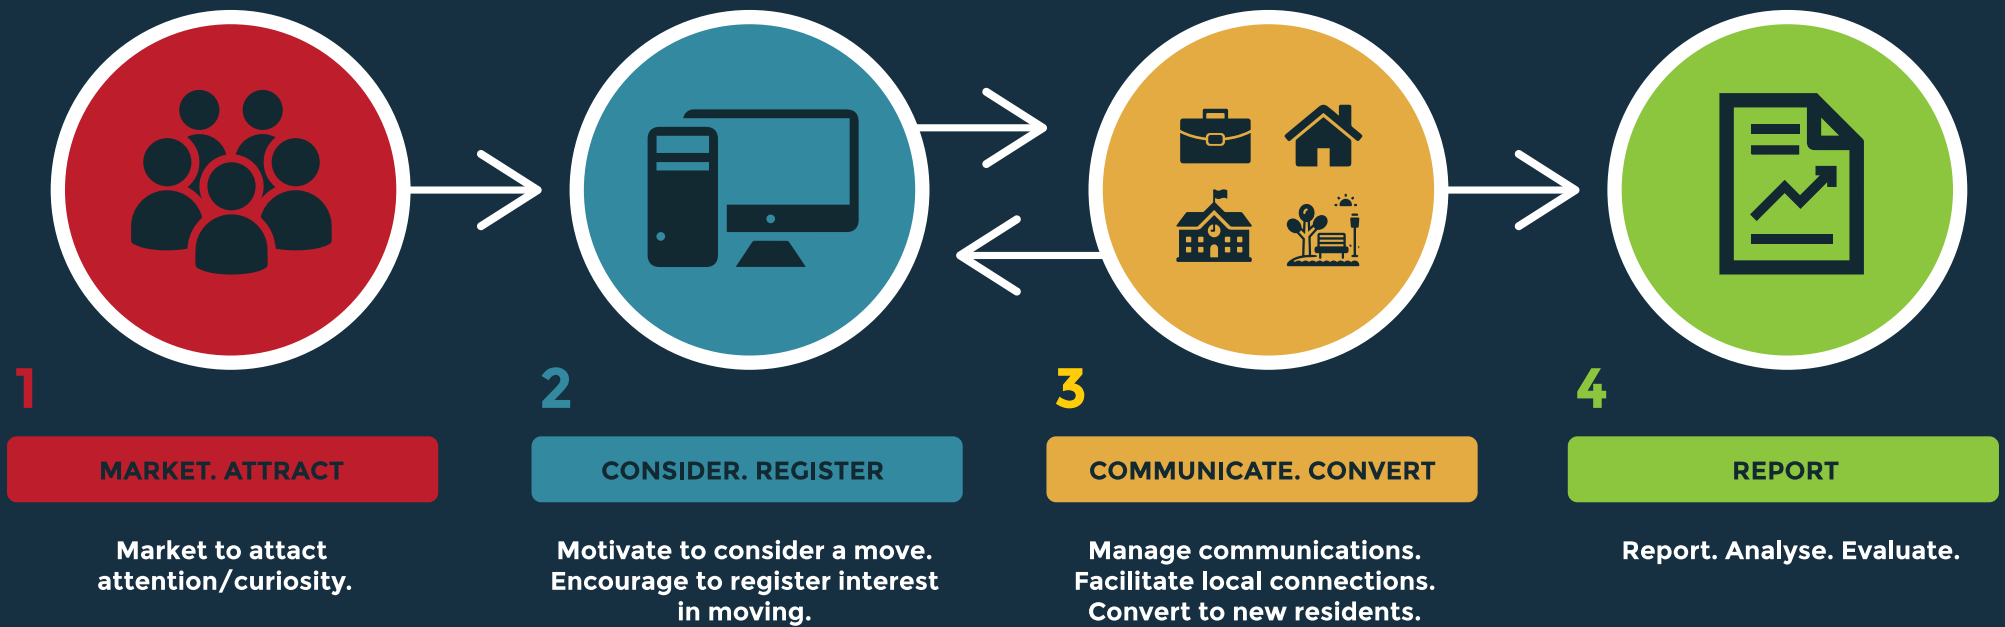 1
MARKET. ATTRACT
Market to attact
attention/curiosity.
2
CONSIDER. REGISTER
Motivate to consider a move.
Encourage to register interest
in moving.
3
COMMUNICATE. CONVERT
Manage communications.
Facilitate local connections.
Convert to new residents.
4
REPORT
Report. Analyse. Evaluate.